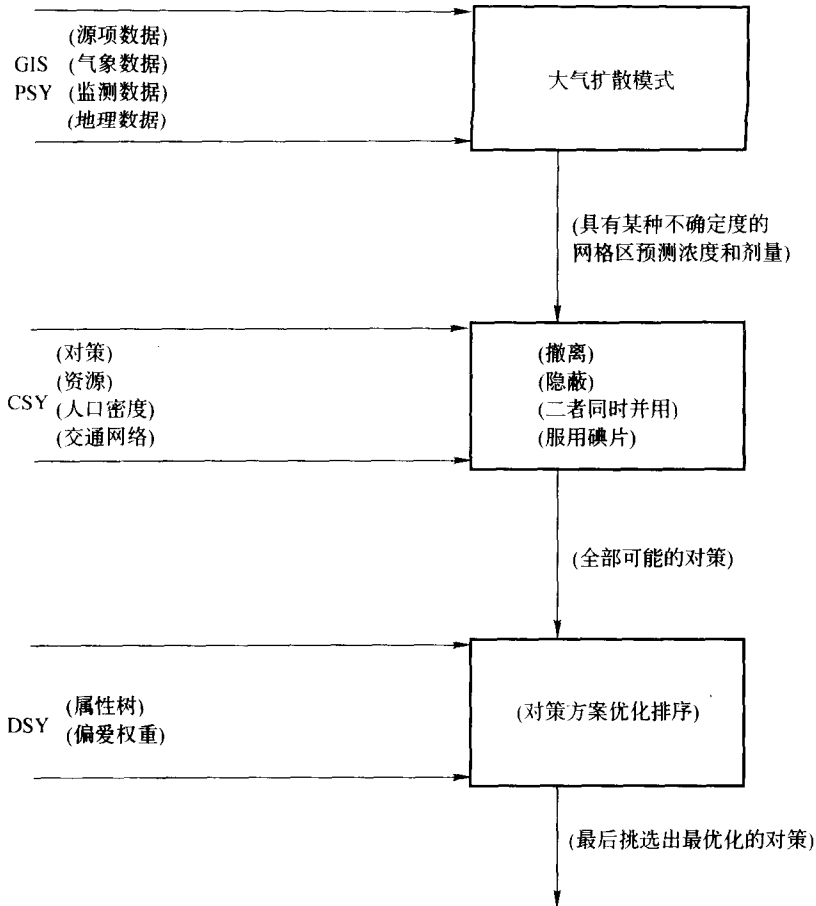 (源项数据)
GIS (气象数据)
大气扩散模式
PSY (监测数据)
(地理数据)
(具有某种不确定度的
网格区预测浓度和剂量)
(对策)
(资源)
CSY (人口密度)
(交通网络)
(撤离)
(隐蔽)
(二者同时并用)
(服用碘片)
(全部可能的对策)
(属性树)
DSY
(偏爱权重)
(对策方案优化排序)
(最后挑选出最优化的对策)